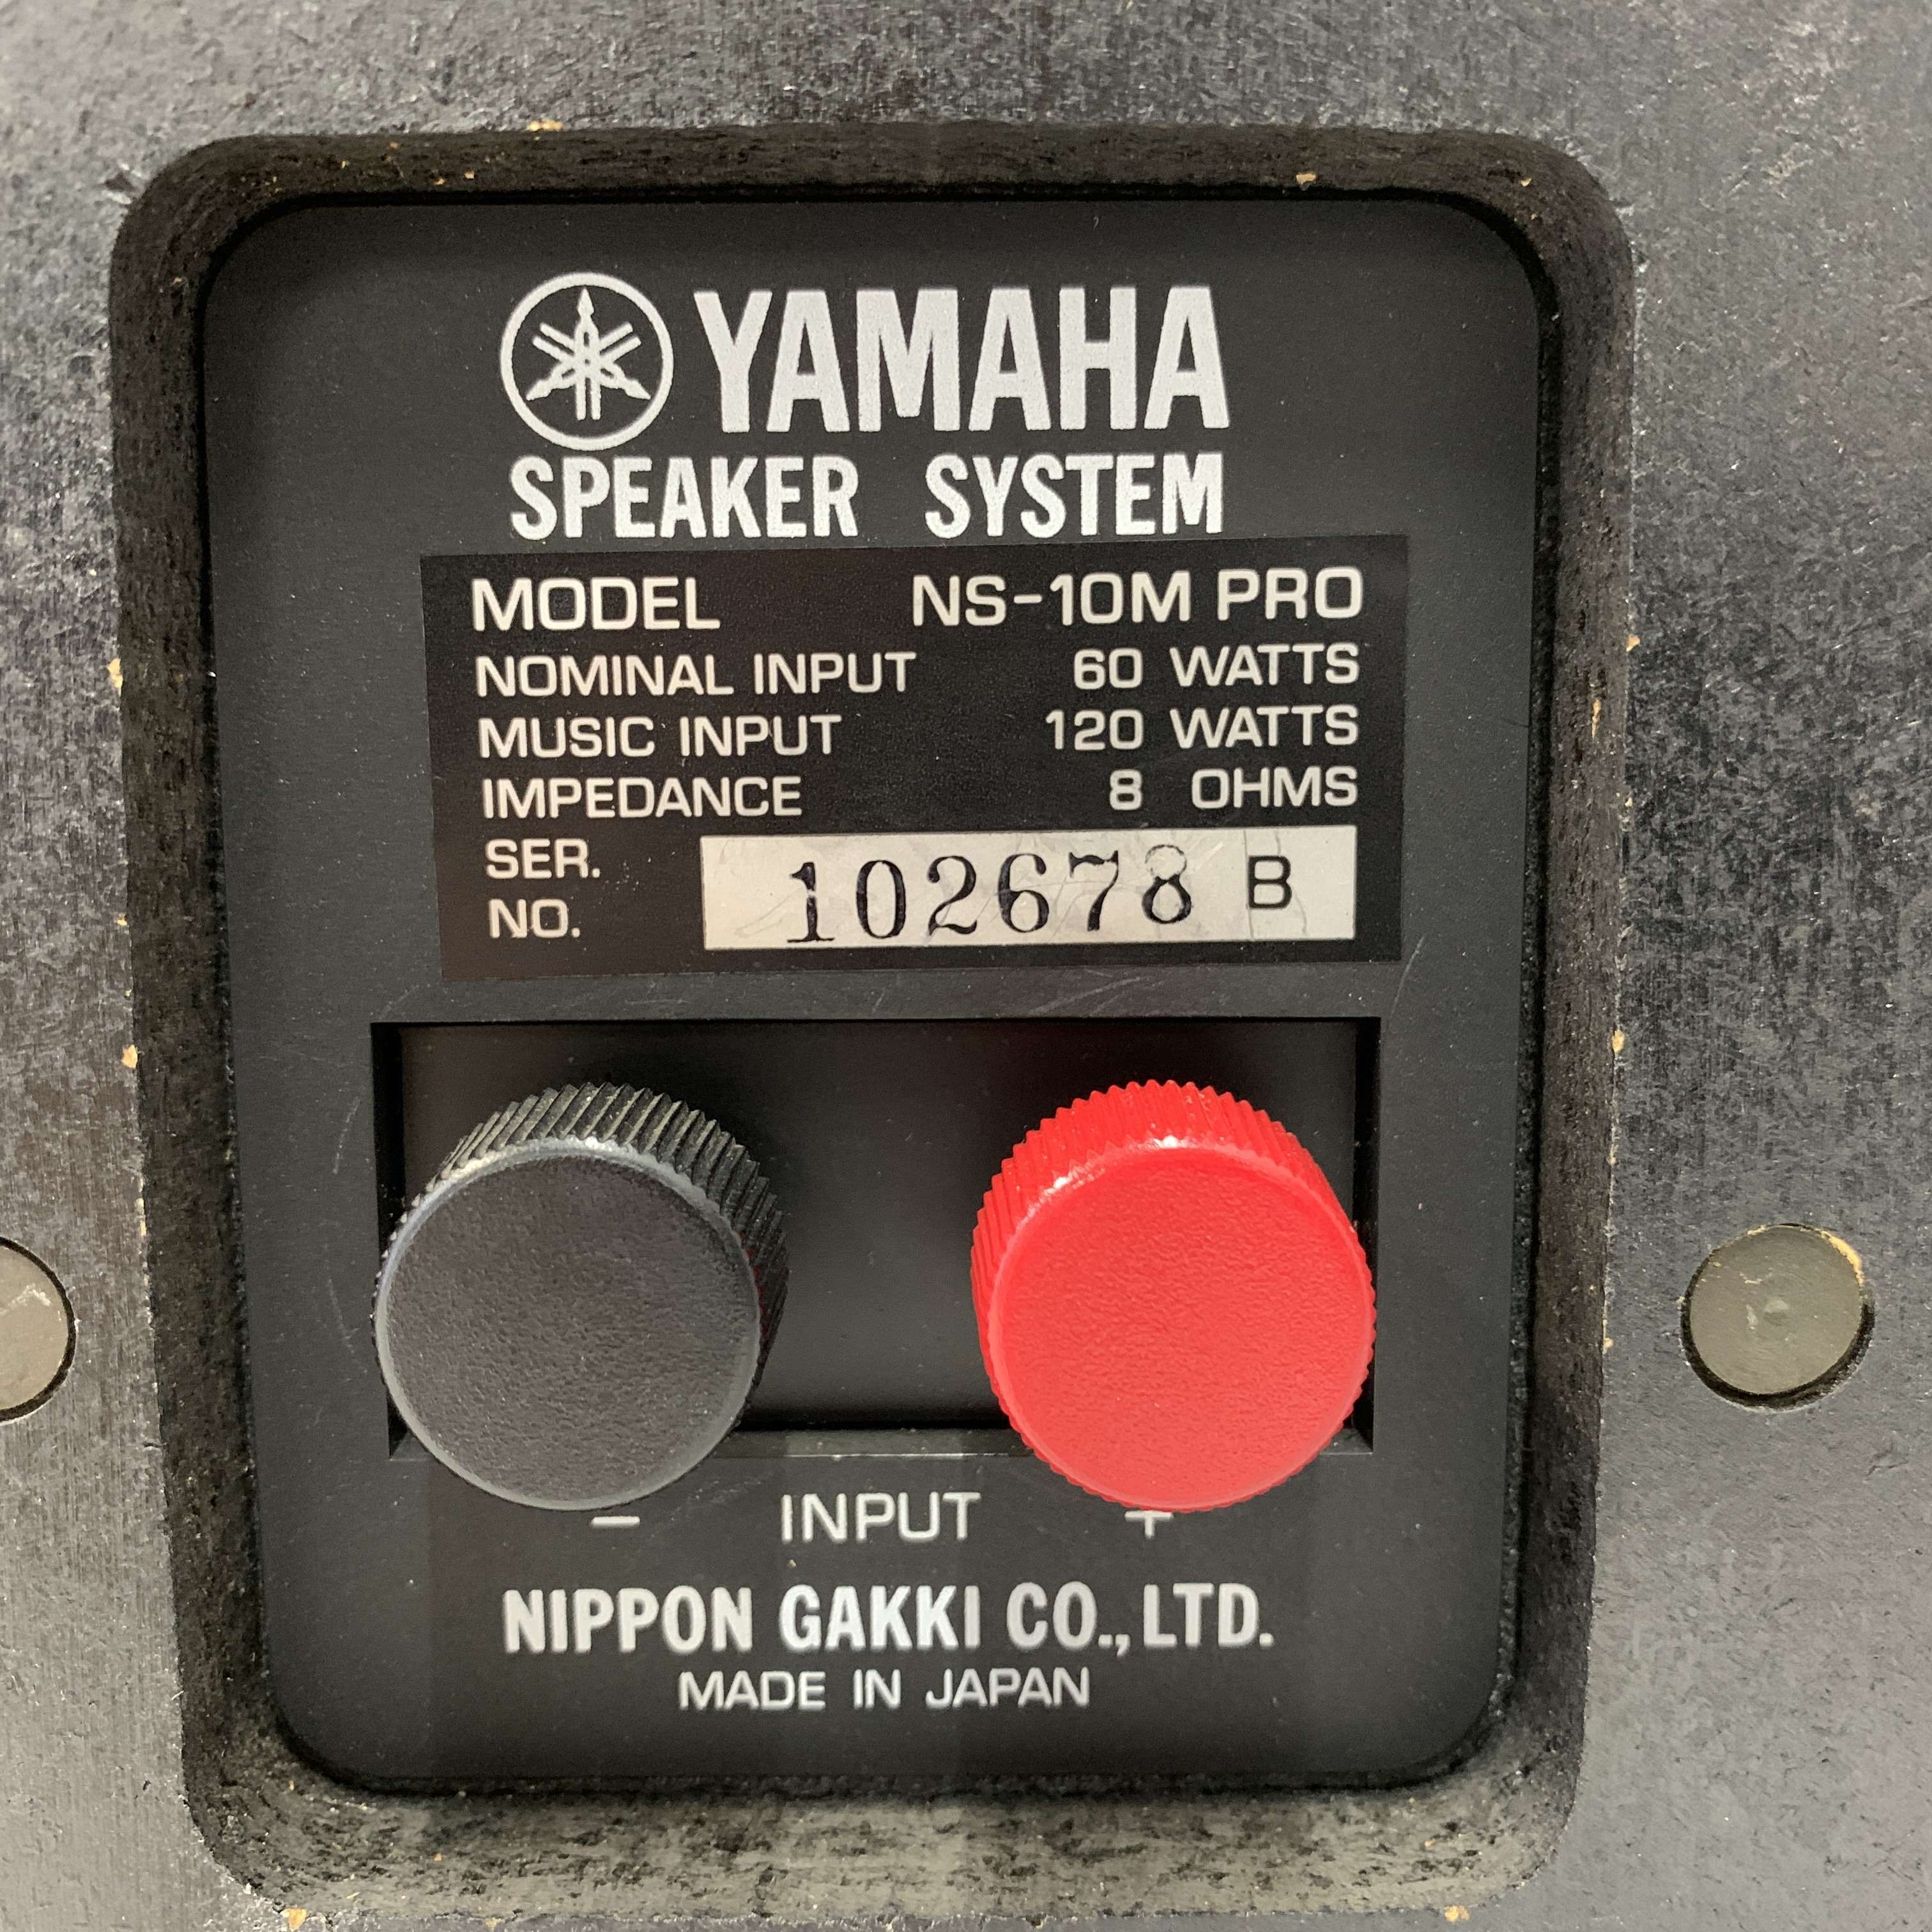 YAMAHA
SPEAKER SYSTEM
MODEL NS-10M PRO
NOMINAL INPUT 60 WATTS
MUSIC INPUT 120 WATTS
IMPEDANCE 8 OHMS
SER.
NO. 102678 B
− INPUT +
NIPPON GAKKI CO., LTD.
MADE IN JAPAN